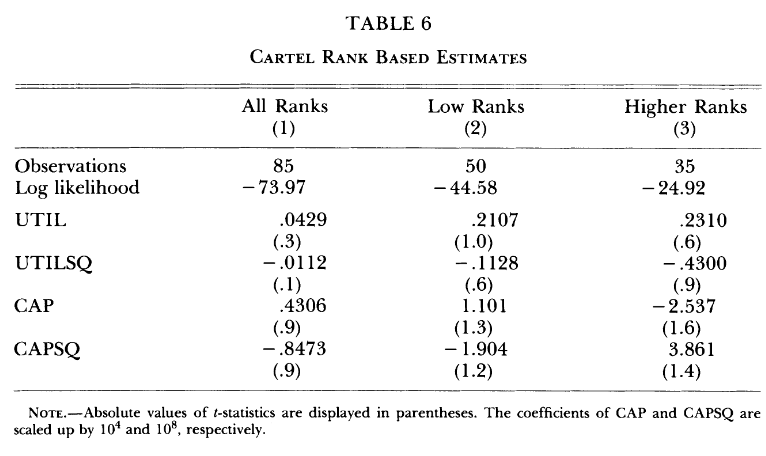 TABLE 6
CARTEL RANK BASED ESTIMATES
All Ranks Low Ranks Higher Ranks
(1) (2) (3)
Observations 85 50 35
Log likelihood −73.97 −44.58 −24.92
UTIL .0429 .2107 .2310
(.3) (1.0) (.6)
UTILSQ −.0112 −.1128 −.4300
(.1) (.6) (.9)
CAP .4306 1.101 −2.537
(.9) (1.3) (1.6)
CAPSQ −.8473 −1.904 3.861
(.9) (1.2) (1.4)
NOTE.—Absolute values of t-statistics are displayed in parentheses. The coefficients of CAP and CAPSQ are
scaled up by 10⁴ and 10⁸, respectively.